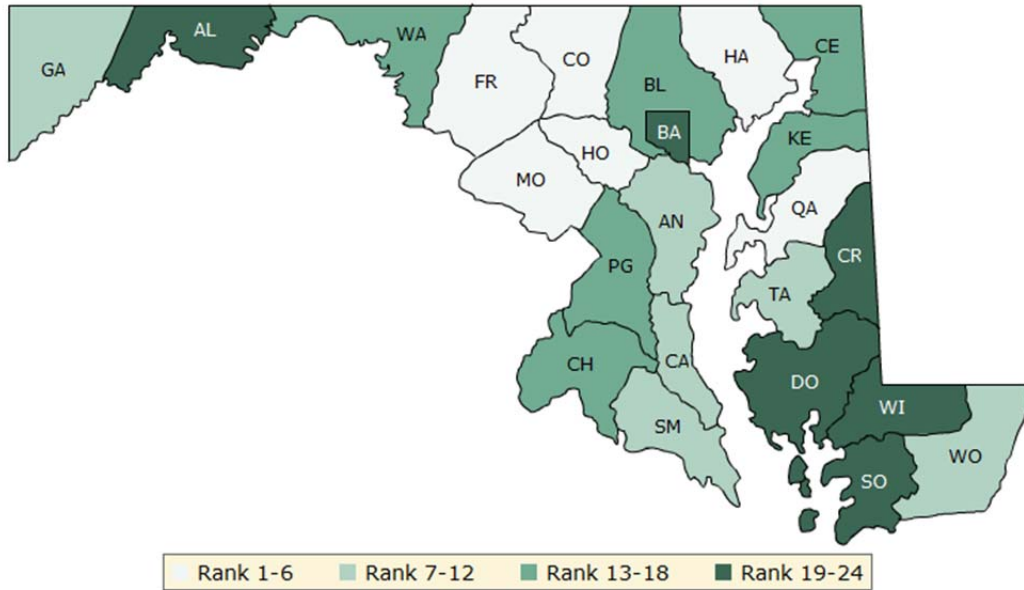 GA
AL
WA
FR
CO
BL
HA
CE
BA
KE
HO
MO
AN
QA
PG
CR
TA
CH
CA
DO
WI
SM
WO
SO
Rank 1-6 Rank 7-12 Rank 13-18 Rank 19-24